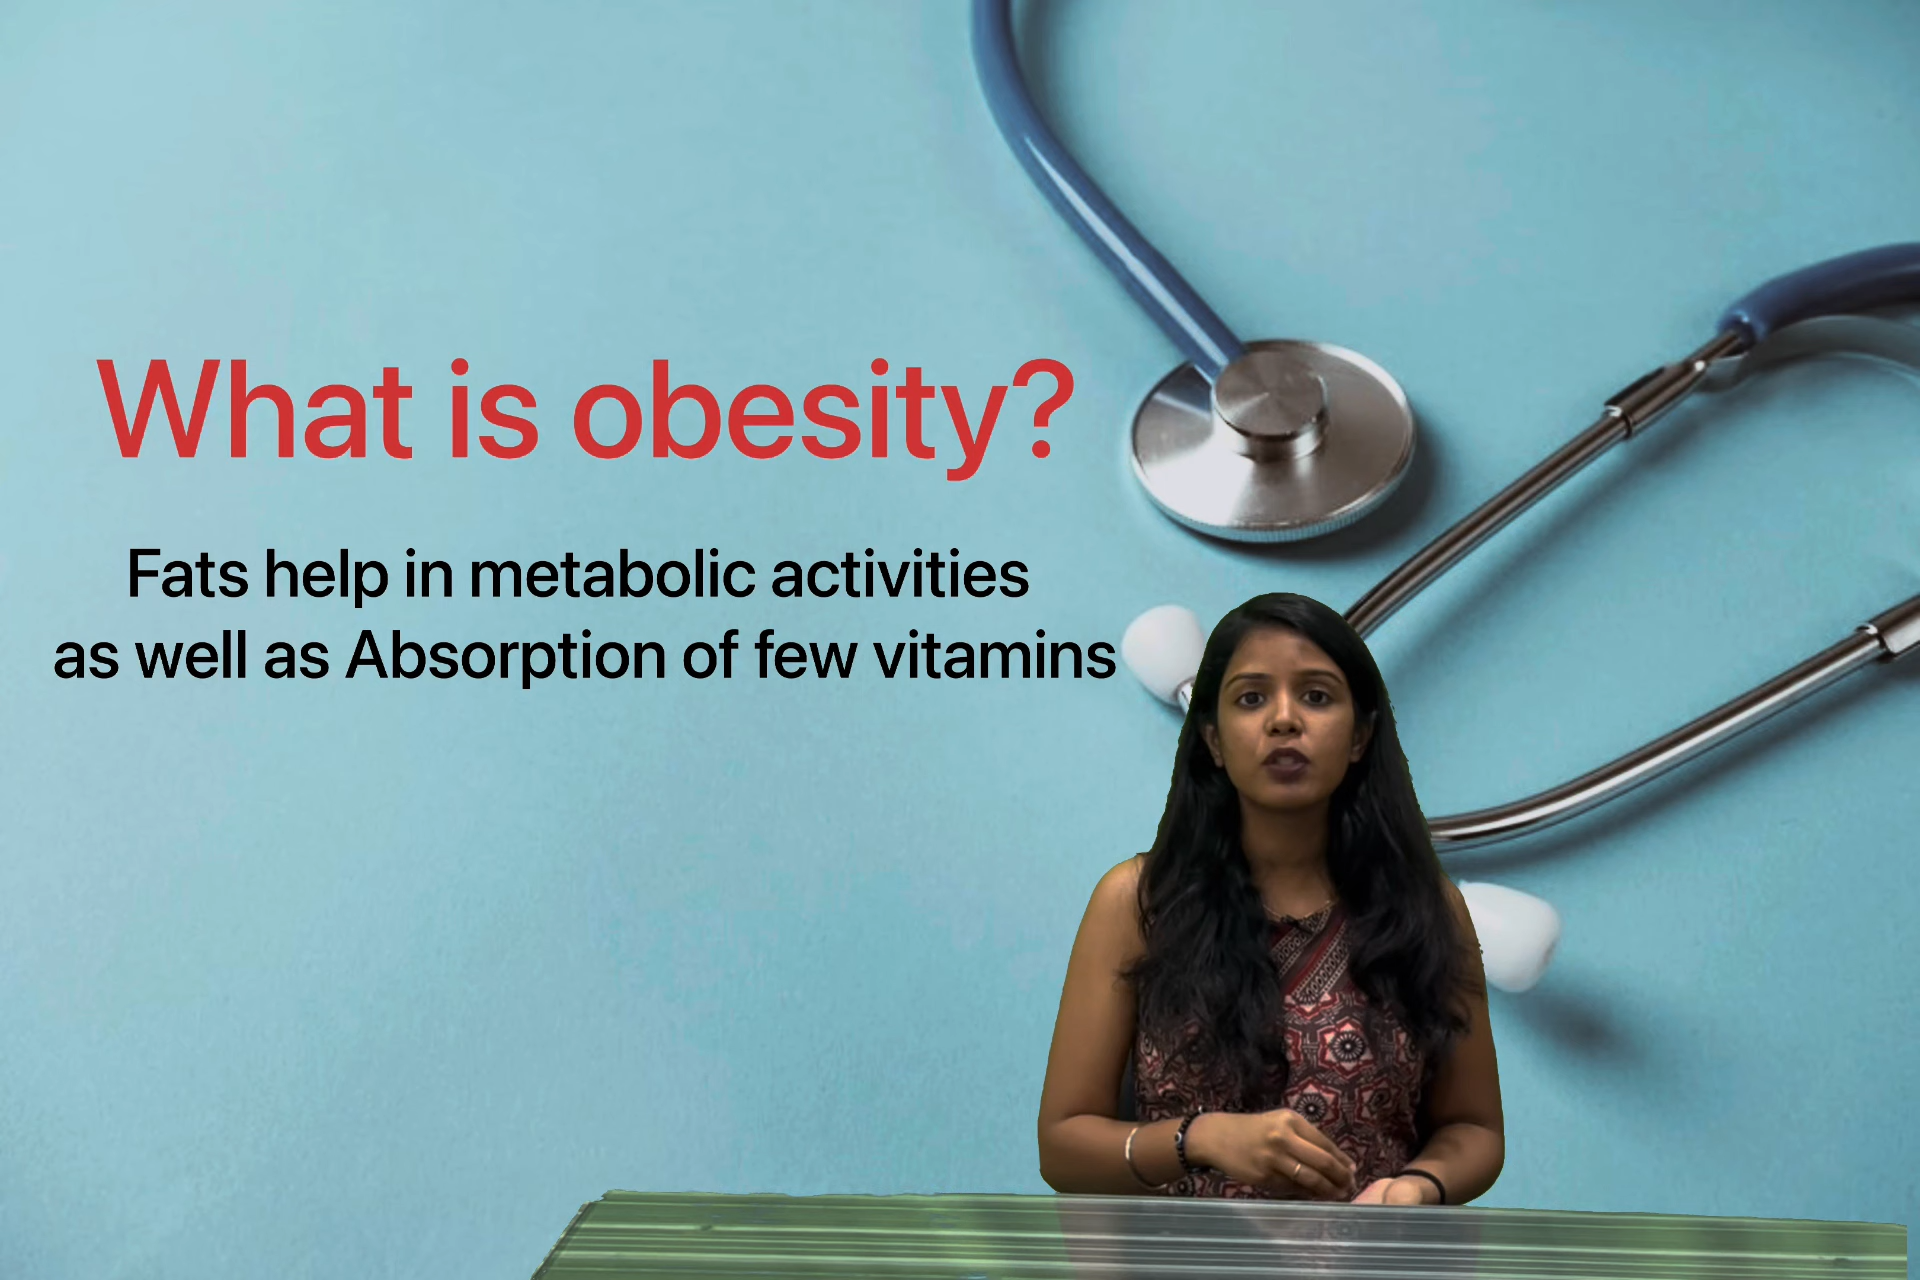 What is obesity?
Fats help in metabolic activities
as well as Absorption of few vitamins